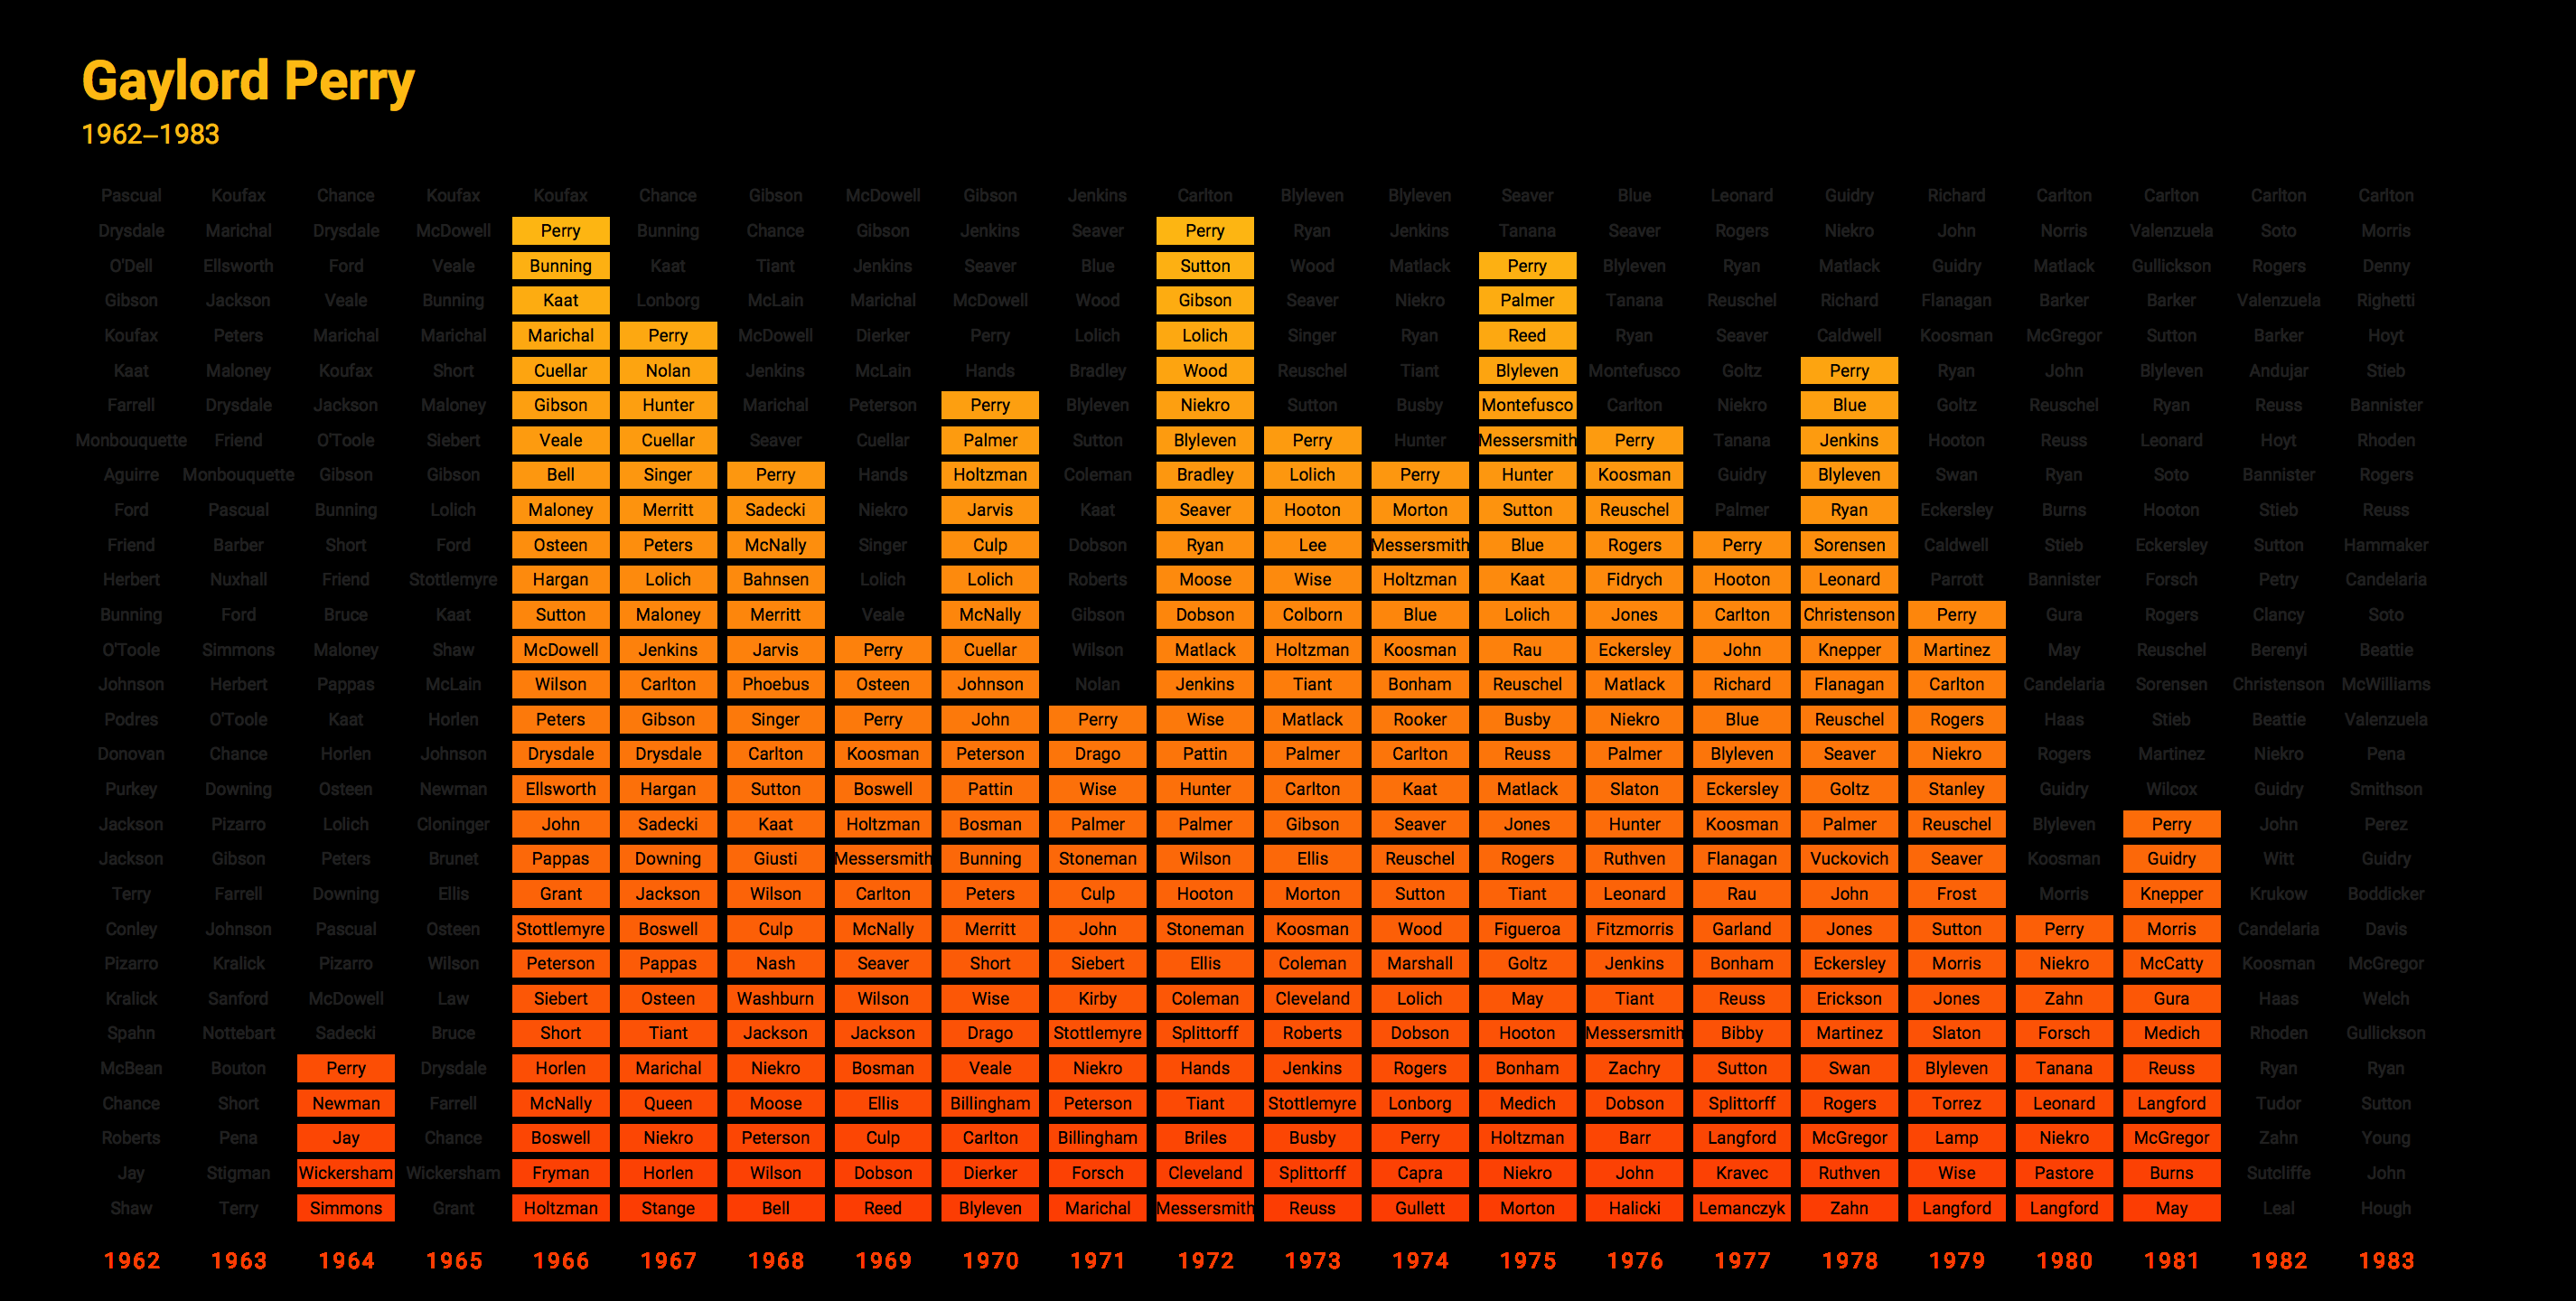 Gaylord Perry
1962–1983
Pascual Koufax Chance Koufax Koufax Chance Gibson McDowell Gibson Jenkins Carlton Blyleven Blyleven Seaver Blue Leonard Guidry Richard Carlton Carlton Carlton Carlton
Drysdale Marichal Drysdale McDowell Perry Bunning Chance Gibson Jenkins Seaver Perry Ryan Jenkins Tanana Seaver Rogers Niekro John Norris Valenzuela Soto Morris
O'Dell Ellsworth Ford Veale Bunning Kaat Tiant Jenkins Seaver Blue Sutton Wood Matlack Perry Blyleven Ryan Matlack Guidry Matlack Gullickson Rogers Denny
Gibson Jackson Veale Bunning Kaat Lonborg McLain Marichal McDowell Wood Gibson Seaver Niekro Palmer Tanana Reuschel Richard Flanagan Barker Barker Valenzuela Righetti
Koufax Peters Marichal Marichal Marichal Perry McDowell Dierker Perry Lolich Lolich Singer Ryan Reed Ryan Seaver Caldwell Koosman McGregor Sutton Barker Hoyt
Kaat Maloney Koufax Short Cuellar Nolan Jenkins McLain Hands Bradley Wood Reuschel Tiant Blyleven Montefusco Goltz Perry Ryan John Blyleven Andujar Stieb
Farrell Drysdale Jackson Maloney Gibson Hunter Marichal Peterson Perry Blyleven Niekro Sutton Busby Montefusco Carlton Niekro Blue Goltz Reuschel Ryan Reuss Bannister
Monbouquette Friend O'Toole Siebert Veale Cuellar Seaver Cuellar Palmer Sutton Blyleven Perry Hunter Messersmith Perry Tanana Jenkins Hooton Reuss Leonard Hoyt Rhoden
Aguirre Monbouquette Gibson Gibson Bell Singer Perry Hands Holtzman Coleman Bradley Lolich Perry Hunter Koosman Guidry Blyleven Swan Ryan Soto Bannister Rogers
Ford Pascual Bunning Lolich Maloney Merritt Sadecki Niekro Jarvis Kaat Seaver Hooton Morton Sutton Reuschel Palmer Ryan Eckersley Burns Hooton Stieb Reuss
Friend Barber Short Ford Osteen Peters McNally Singer Culp Dobson Ryan Lee Messersmith Blue Rogers Perry Sorensen Caldwell Stieb Eckersley Sutton Hammaker
Herbert Nuxhall Friend Stottlemyre Hargan Lolich Bahnsen Lolich Lolich Roberts Moose Wise Holtzman Kaat Fidrych Hooton Leonard Parrott Bannister Forsch Petry Candelaria
Bunning Ford Bruce Kaat Sutton Maloney Merritt Veale McNally Gibson Dobson Colborn Blue Lolich Jones Carlton Christenson Perry Gura Rogers Clancy Soto
O'Toole Simmons Maloney Shaw McDowell Jenkins Jarvis Perry Cuellar Wilson Matlack Holtzman Koosman Rau Eckersley John Knepper Martinez May Reuschel Berenyi Beattie
Johnson Herbert Pappas McLain Wilson Carlton Phoebus Osteen Johnson Nolan Jenkins Tiant Bonham Reuschel Matlack Richard Flanagan Carlton Candelaria Sorensen Christenson McWilliams
Podres O'Toole Kaat Horlen Peters Gibson Singer Perry John Perry Wise Matlack Rooker Busby Niekro Blue Reuschel Rogers Haas Stieb Beattie Valenzuela
Donovan Chance Horlen Johnson Drysdale Drysdale Carlton Koosman Peterson Drago Pattin Palmer Carlton Reuss Palmer Blyleven Seaver Niekro Rogers Martinez Niekro Pena
Purkey Downing Osteen Newman Ellsworth Hargan Sutton Boswell Pattin Wise Hunter Carlton Kaat Matlack Slaton Eckersley Goltz Stanley Guidry Wilcox Guidry Smithson
Jackson Pizarro Lolich Cloninger John Sadecki Kaat Holtzman Bosman Palmer Palmer Gibson Seaver Jones Hunter Koosman Palmer Reuschel Blyleven Perry John Perez
Jackson Gibson Peters Brunet Pappas Downing Giusti Messersmith Bunning Stoneman Wilson Ellis Reuschel Rogers Ruthven Flanagan Vuckovich Seaver Koosman Guidry Witt Guidry
Terry Farrell Downing Ellis Grant Jackson Wilson Carlton Peters Culp Hooton Morton Sutton Tiant Leonard Rau John Frost Morris Knepper Krukow Boddicker
Conley Johnson Pascual Osteen Stottlemyre Boswell Culp McNally Merritt John Stoneman Koosman Wood Figueroa Fitzmorris Garland Jones Sutton Perry Morris Candelaria Davis
Pizarro Kralick Pizarro Wilson Peterson Pappas Nash Seaver Short Siebert Ellis Coleman Marshall Goltz Jenkins Bonham Eckersley Morris Niekro McCatty Koosman McGregor
Kralick Sanford McDowell Law Siebert Osteen Washburn Wilson Wise Kirby Coleman Cleveland Lolich May Tiant Reuss Erickson Jones Zahn Gura Haas Welch
Spahn Nottebart Sadecki Bruce Short Tiant Jackson Jackson Drago Stottlemyre Splittorff Roberts Dobson Hooton Messersmith Bibby Martinez Slaton Forsch Medich Rhoden Gullickson
McBean Bouton Perry Drysdale Horlen Marichal Niekro Bosman Veale Niekro Hands Jenkins Rogers Bonham Zachry Sutton Swan Blyleven Tanana Reuss Ryan Ryan
Chance Short Newman Farrell McNally Queen Moose Ellis Billingham Peterson Tiant Stottlemyre Lonborg Medich Dobson Splittorff Rogers Torrez Leonard Langford Tudor Sutton
Roberts Pena Jay Chance Boswell Niekro Peterson Culp Carlton Billingham Briles Busby Perry Holtzman Barr Langford McGregor Lamp Niekro McGregor Zahn Young
Jay Stigman Wickersham Wickersham Fryman Horlen Wilson Dobson Dierker Forsch Cleveland Splittorff Capra Niekro John Kravec Ruthven Wise Pastore Burns Sutcliffe John
Shaw Terry Simmons Grant Holtzman Stange Bell Reed Blyleven Marichal Messersmith Reuss Gullett Morton Halicki Lemanczyk Zahn Langford Langford May Leal Hough
1962 1963 1964 1965 1966 1967 1968 1969 1970 1971 1972 1973 1974 1975 1976 1977 1978 1979 1980 1981 1982 1983